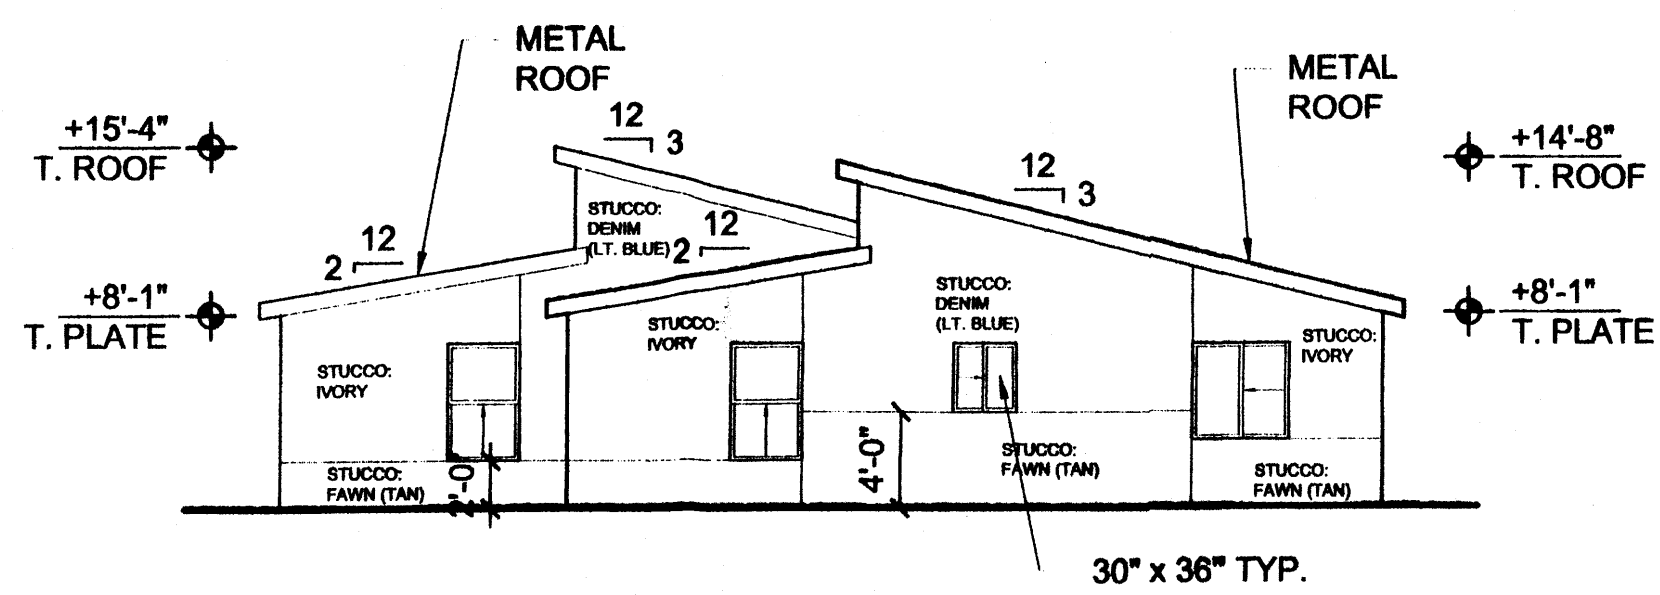 METAL
ROOF
METAL
ROOF
+15'-4"
T. ROOF
12
3
+14'-8"
T. ROOF
12
3
STUCCO:
DENIM
(LT. BLUE)
12
2
12
2
+8'-1"
T. PLATE
STUCCO:
DENIM
(LT. BLUE)
+8'-1"
T. PLATE
STUCCO:
IVORY
STUCCO:
IVORY
STUCCO:
IVORY
4'-0"
STUCCO:
FAWN (TAN)
STUCCO:
FAWN (TAN)
2'-0
STUCCO:
FAWN (TAN)
30" x 36" TYP.